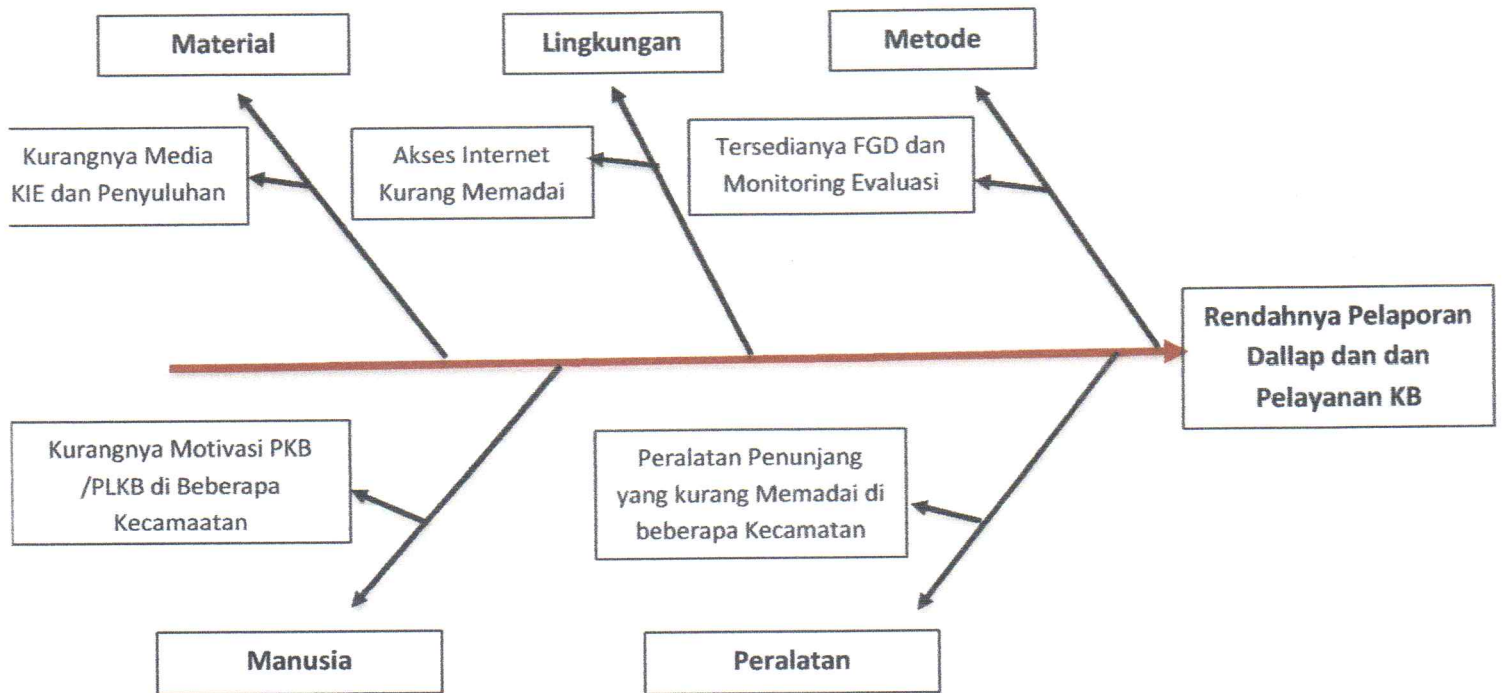 Material
Lingkungan
Metode
Kurangnya Media
KIE dan Penyuluhan
Akses Internet
Kurang Memadai
Tersedianya FGD dan
Monitoring Evaluasi
Rendahnya Pelaporan
Dallap dan dan
Pelayanan KB
Kurangnya Motivasi PKB
/PLKB di Beberapa
Kecamaatan
Peralatan Penunjang
yang kurang Memadai di
beberapa Kecamatan
Manusia
Peralatan